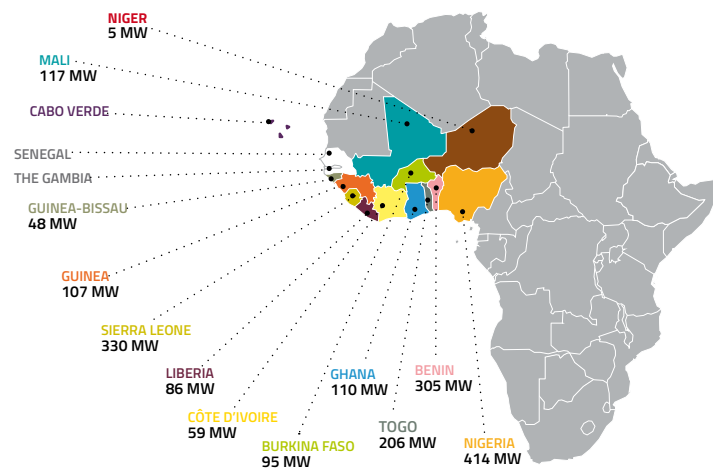 NIGER
5 MW
MALI
117 MW
CABO VERDE
SENEGAL
THE GAMBIA
GUINEA-BISSAU
48 MW
GUINEA
107 MW
SIERRA LEONE
330 MW
LIBERIA
86 MW
CÔTE D'IVOIRE
59 MW
BURKINA FASO
95 MW
GHANA
110 MW
TOGO
206 MW
BENIN
305 MW
NIGERIA
414 MW